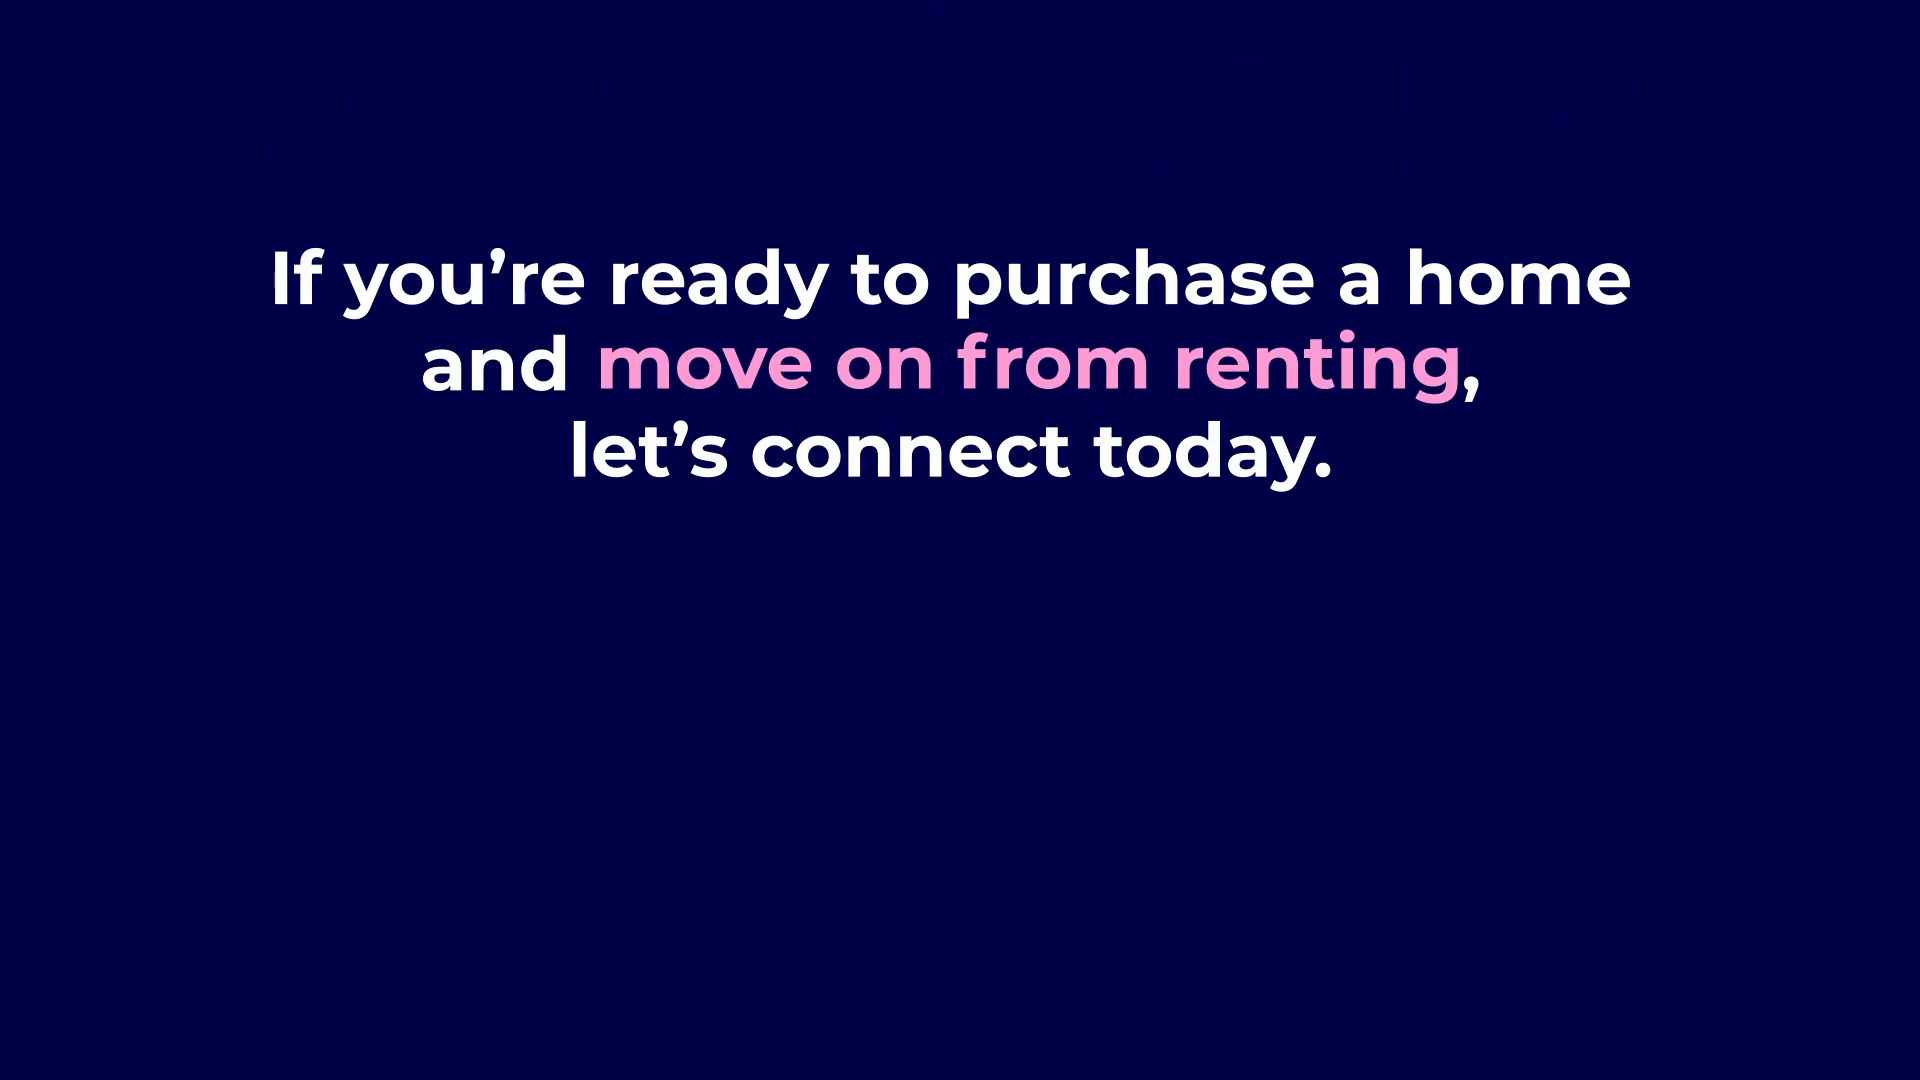 If you’re ready to purchase a home
and move on from renting,
let’s connect today.